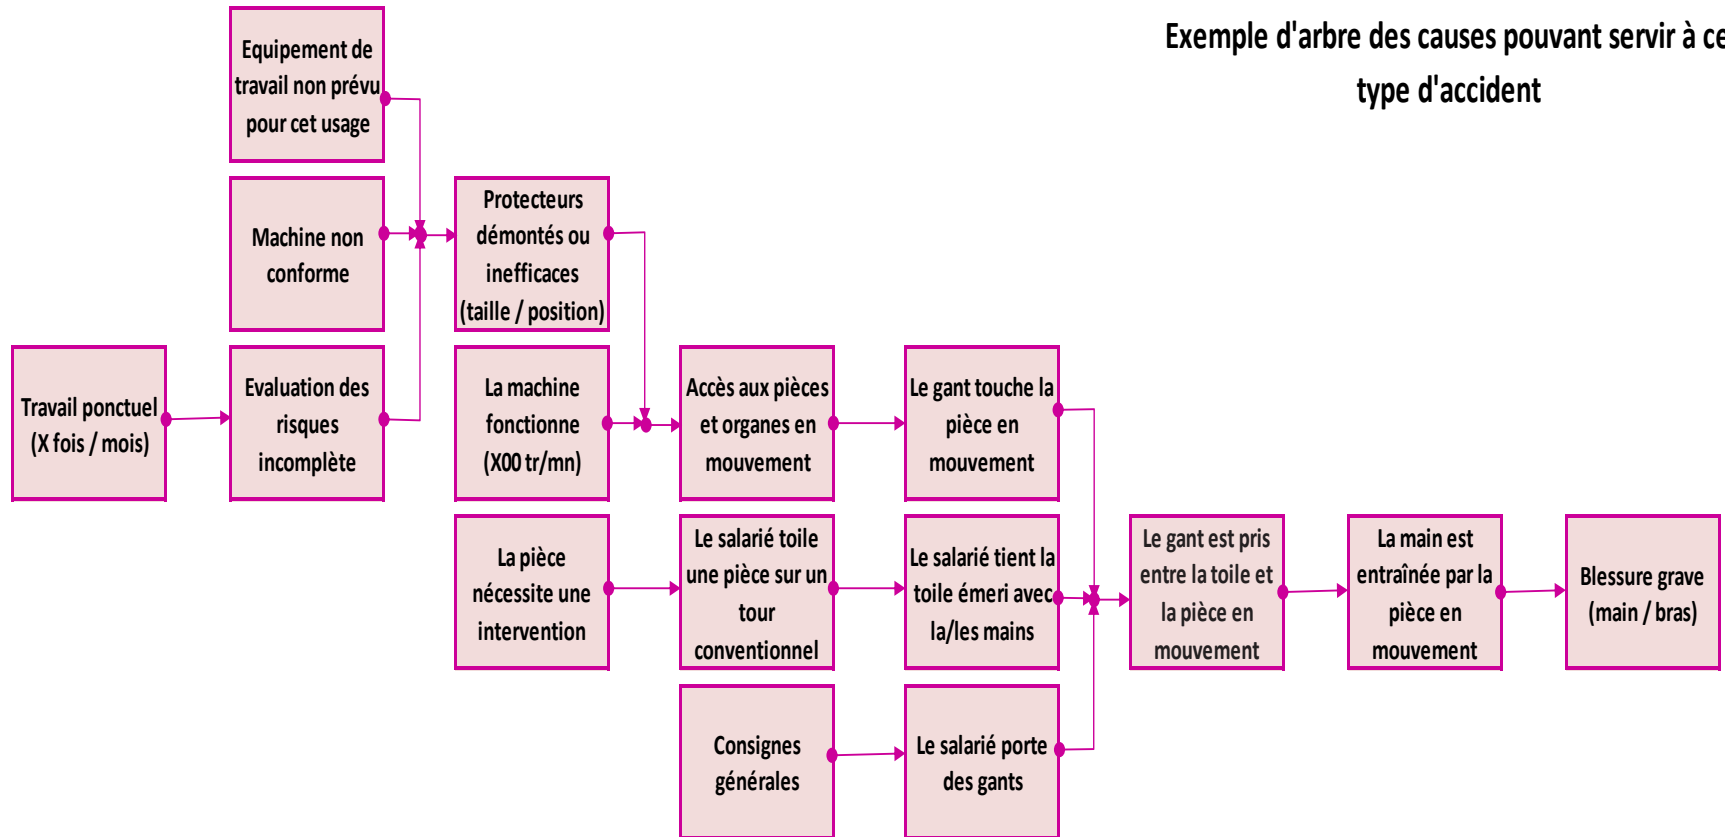 Exemple d'arbre des causes pouvant servir à ce
type d'accident
Equipement de
travail non prévu
pour cet usage
Machine non
conforme
Protecteurs
démontés ou
inefficaces
(taille / position)
Travail ponctuel
(X fois / mois)
Evaluation des
risques
incomplète
La machine
fonctionne
(X00 tr/mn)
Accès aux pièces
et organes en
mouvement
Le gant touche la
pièce en
mouvement
La pièce
nécessite une
intervention
Le salarié toile
une pièce sur un
tour
conventionnel
Le salarié tient la
toile émeri avec
la/les mains
Le gant est pris
entre la toile et
la pièce en
mouvement
La main est
entraînée par la
pièce en
mouvement
Blessure grave
(main / bras)
Consignes
générales
Le salarié porte
des gants